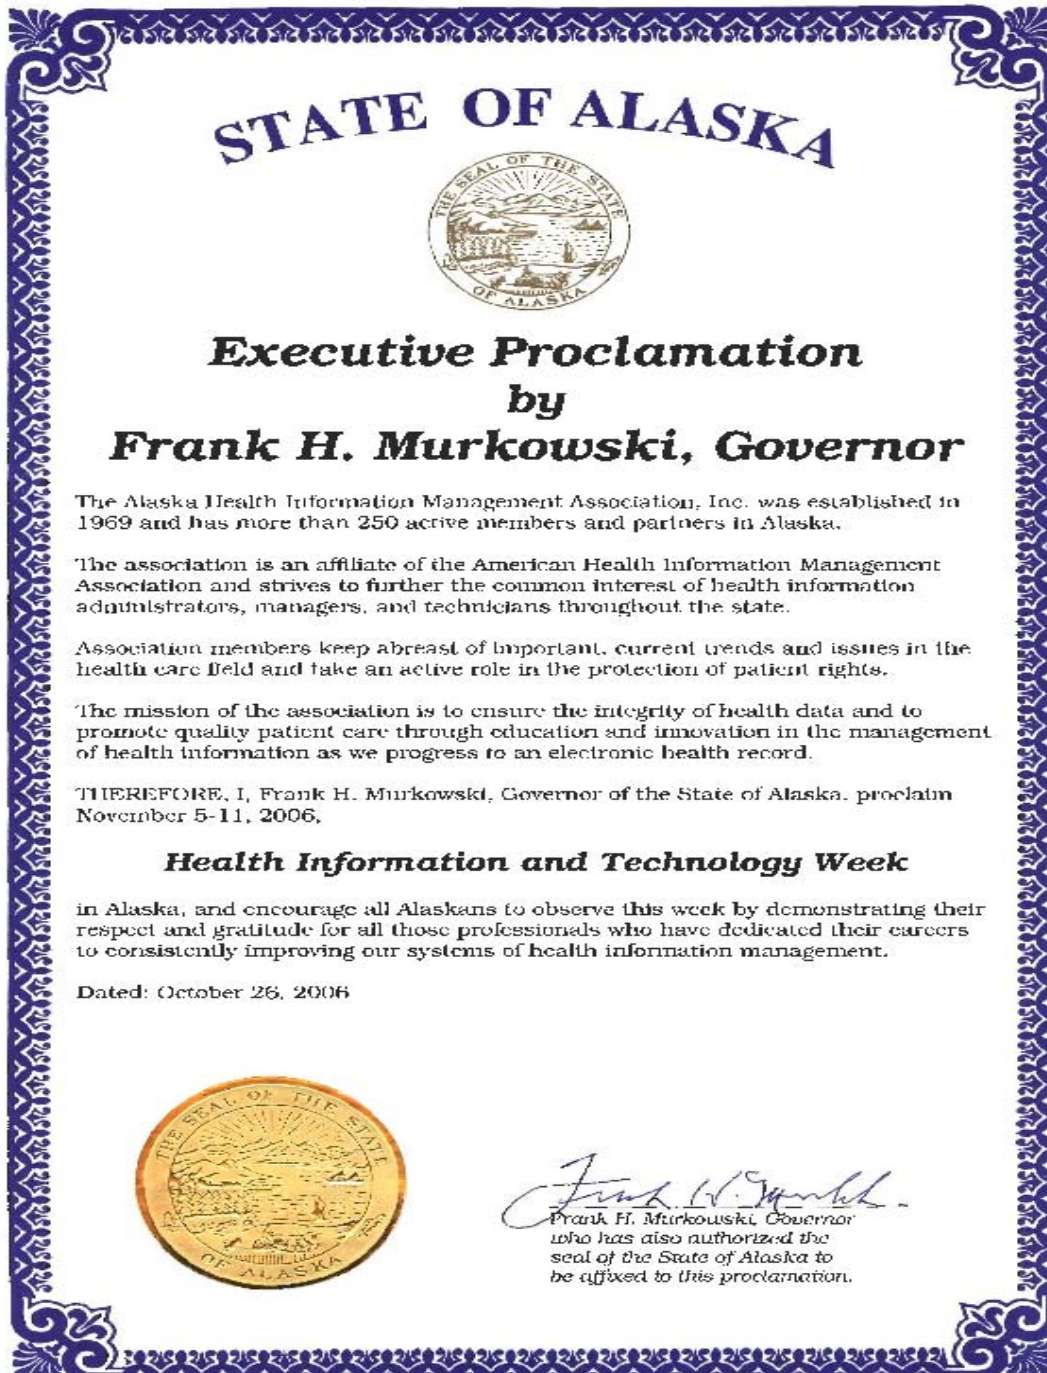 STATE OF ALASKA
THE SEAL OF THE STATE OF ALASKA
Executive Proclamation
by
Frank H. Murkowski, Governor
The Alaska Health Information Management Association, Inc. was established in
1969 and has more than 250 active members and partners in Alaska.
The association is an affiliate of the American Health Information Management
Association and strives to further the common interest of health information
administrators, managers, and technicians throughout the state.
Association members keep abreast of important, current trends and issues in the
health care field and take an active role in the protection of patient rights.
The mission of the association is to ensure the integrity of health data and to
promote quality patient care through education and innovation in the management
of health information as we progress to an electronic health record.
THEREFORE, I, Frank H. Murkowski, Governor of the State of Alaska, proclaim
November 5-11, 2006,
Health Information and Technology Week
in Alaska, and encourage all Alaskans to observe this week by demonstrating their
respect and gratitude for all those professionals who have dedicated their careers
to consistently improving our systems of health information management.
Dated: October 26, 2006
THE SEAL OF THE STATE OF ALASKA
Frank H. Murkowski, Governor
who has also authorized the
seal of the State of Alaska to
be affixed to this proclamation.